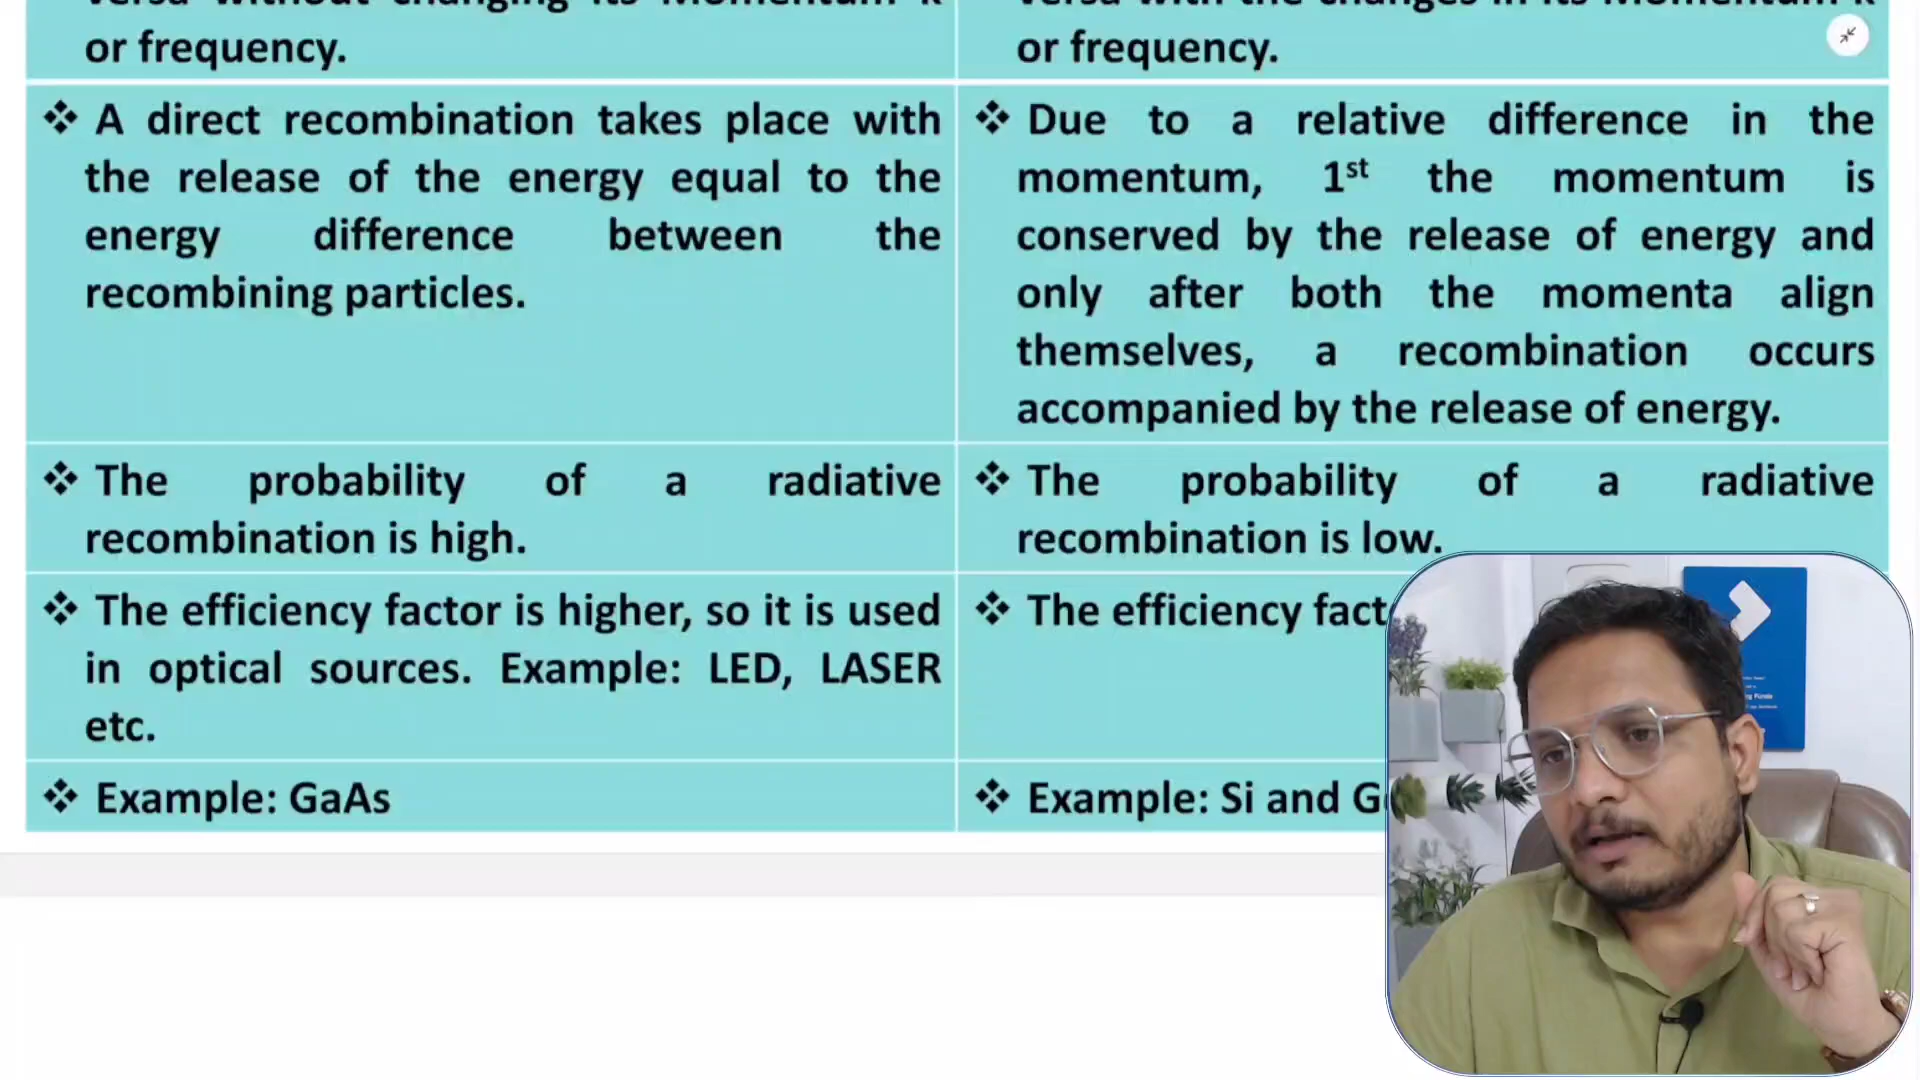 or frequency.
or frequency.
❖ A direct recombination takes place with
the release of the energy equal to the
energy difference between the
recombining particles.
❖ Due to a relative difference in the
momentum, 1st the momentum is
conserved by the release of energy and
only after both the momenta align
themselves, a recombination occurs
accompanied by the release of energy.
❖ The probability of a radiative
recombination is high.
❖ The probability of a radiative
recombination is low.
❖ The efficiency factor is higher, so it is used
in optical sources. Example: LED, LASER
etc.
❖ The efficiency
❖ Example: GaAs
❖ Example: Si and